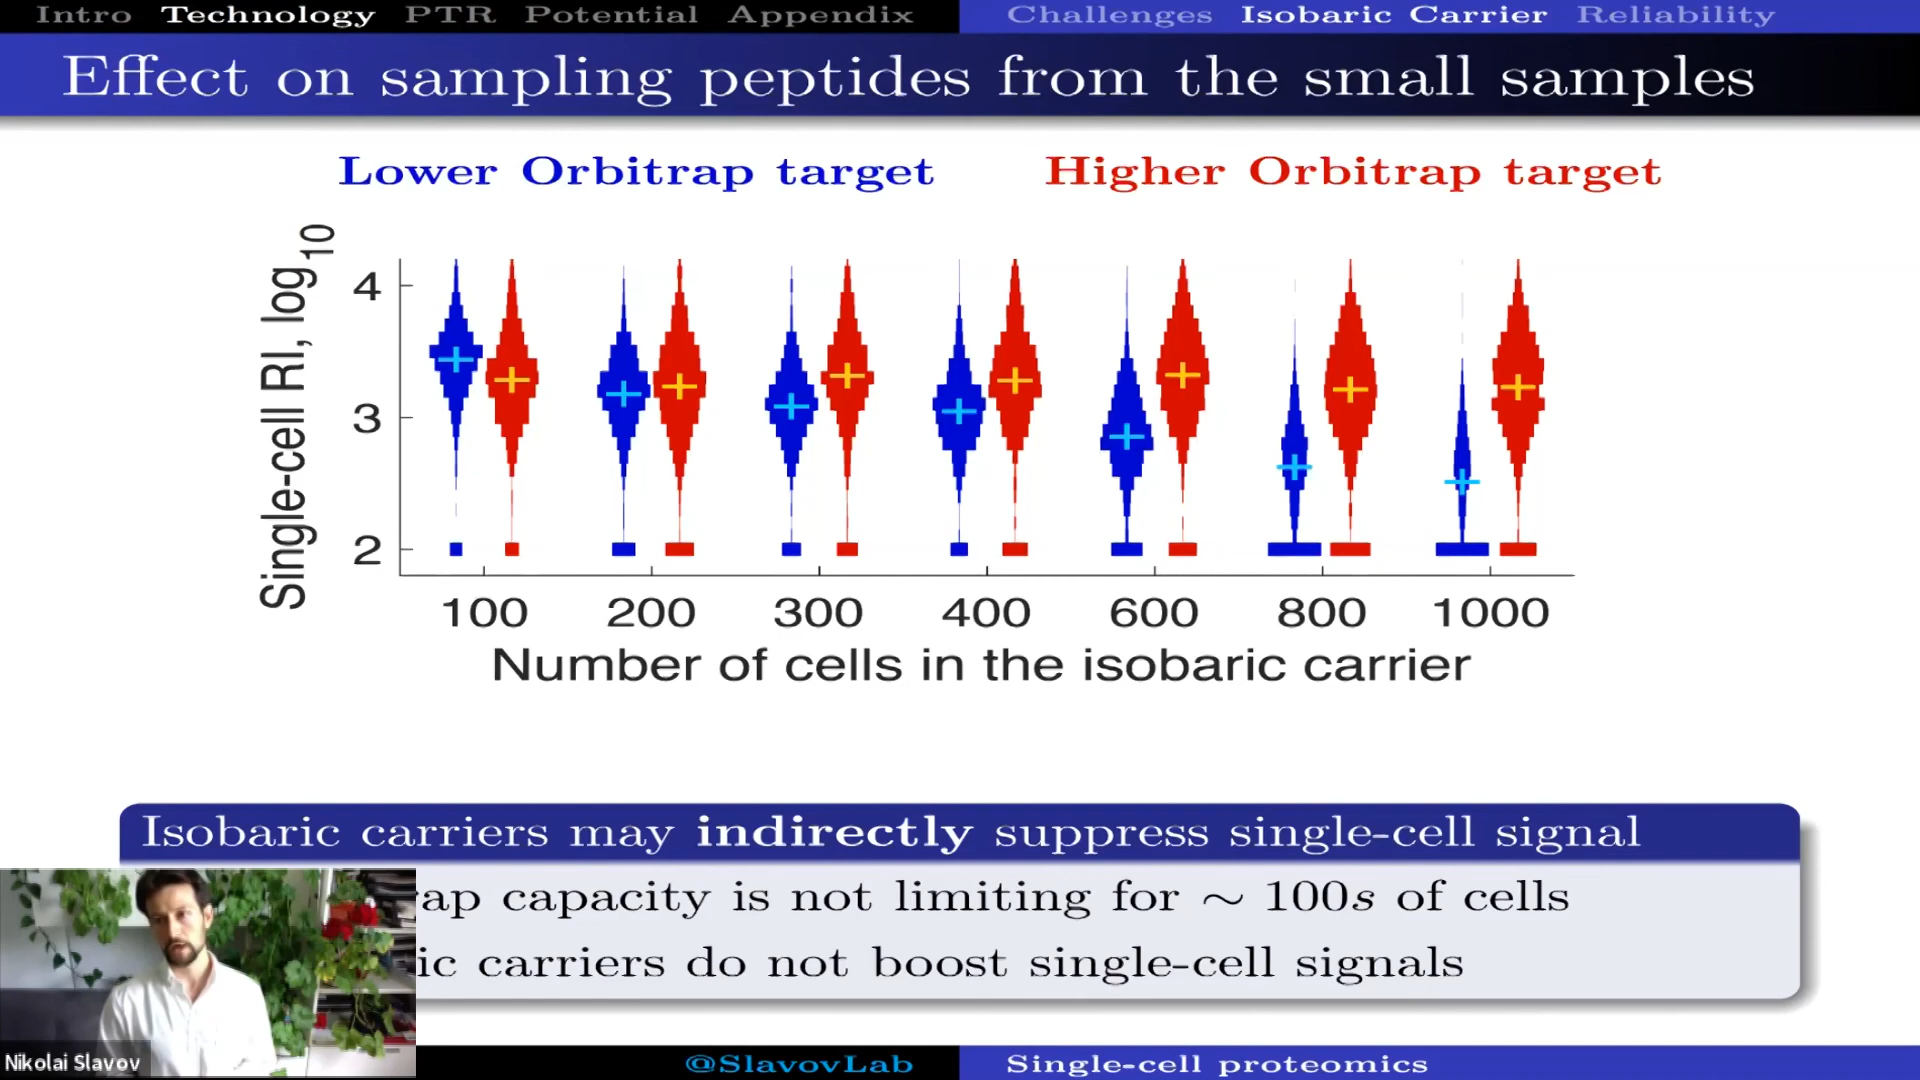 Intro Technology PTR Potential Appendix Challenges Isobaric Carrier Reliability
Effect on sampling peptides from the small samples
Lower Orbitrap target Higher Orbitrap target
Single-cell RI, log10
4
3
2
100 200 300 400 600 800 1000
Number of cells in the isobaric carrier
Isobaric carriers may indirectly suppress single-cell signal
rap capacity is not limiting for ~ 100s of cells
ic carriers do not boost single-cell signals
Nikolai Slavov
@SlavovLab Single-cell proteomics